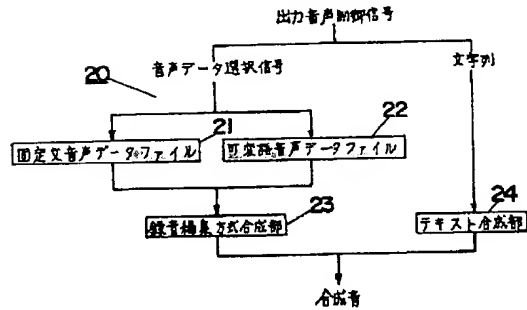 出力音声制御信号
音声データ選択信号
文字列
20
21
22
固定文音声データファイル
可変語音声データファイル
23
24
録音編集方式合成部
テキスト合成部
合成音